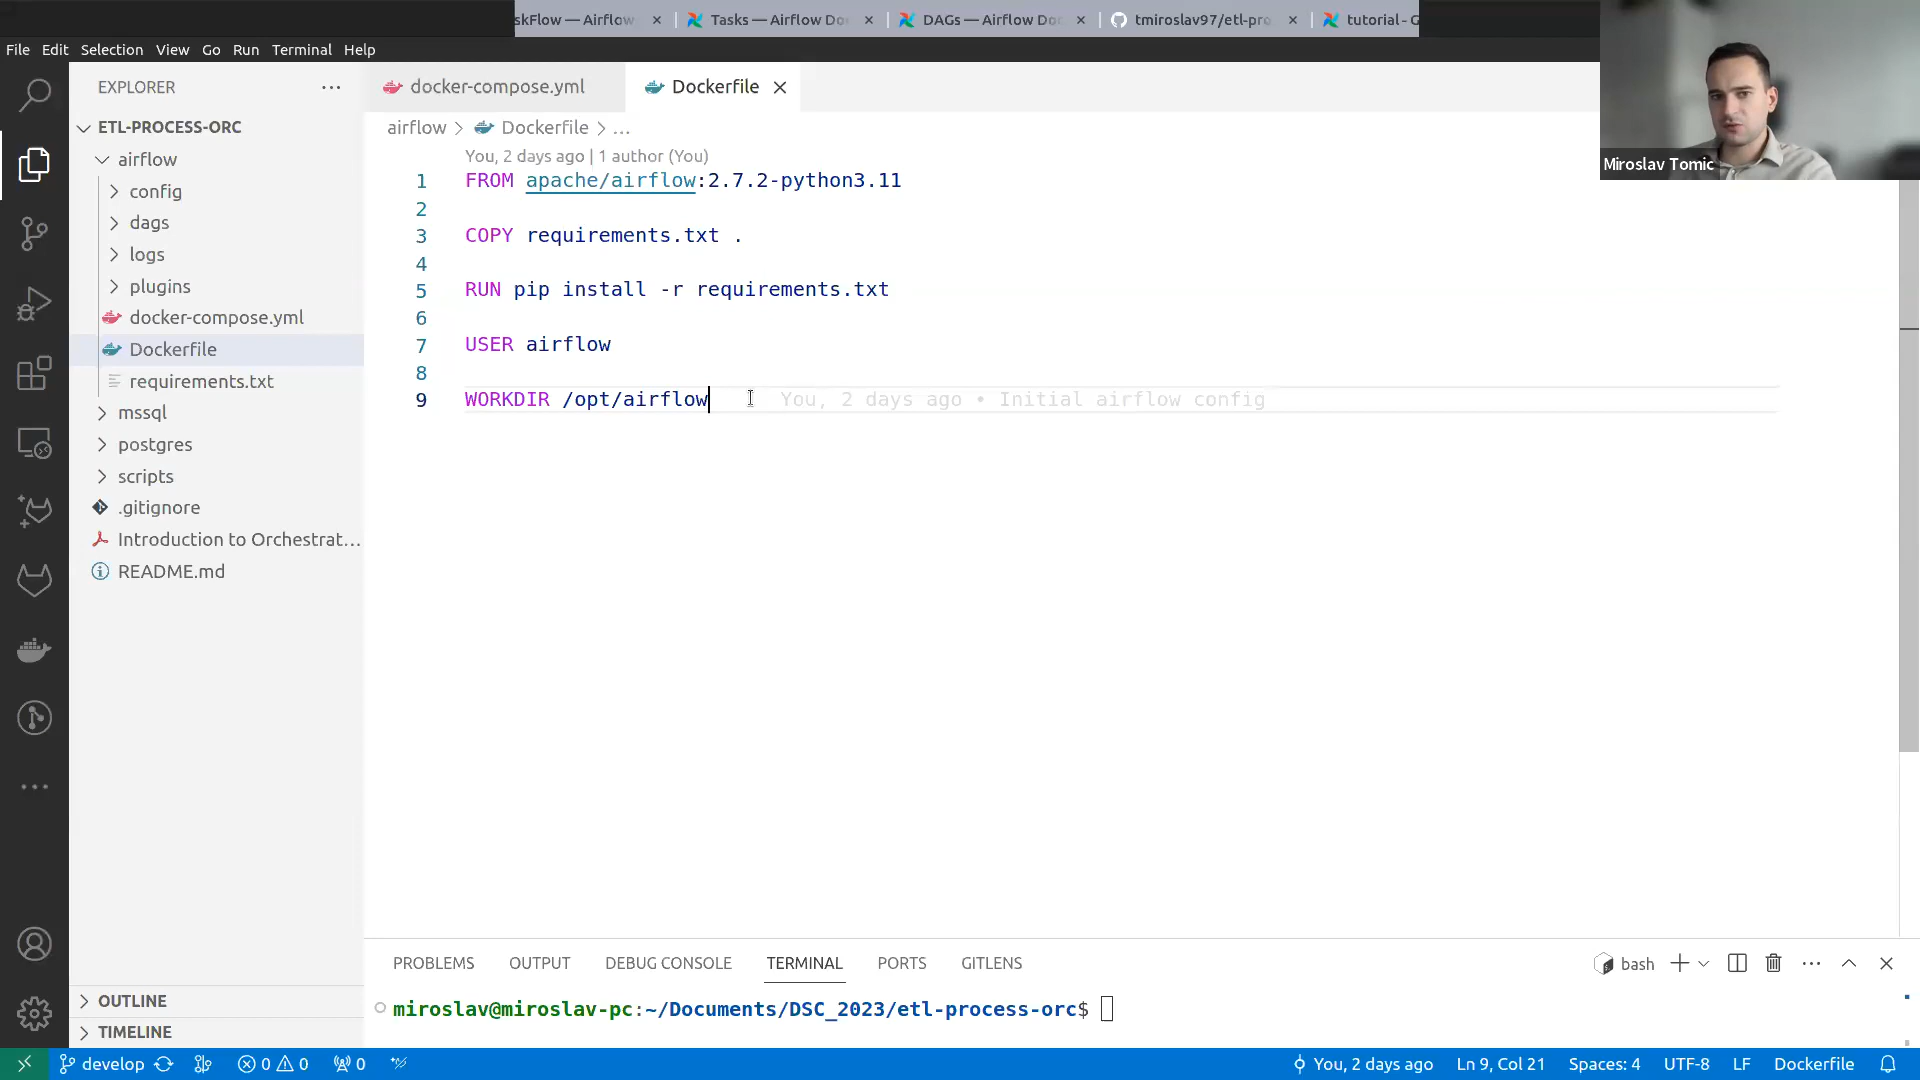 skFlow — Airflow
Tasks — Airflow Do
DAGs — Airflow Do
tmiroslav97/etl-pro
tutorial - G
File Edit Selection View Go Run Terminal Help
Miroslav Tomic
EXPLORER
docker-compose.yml
Dockerfile
airflow > Dockerfile > ...
ETL-PROCESS-ORC
airflow
config
dags
logs
plugins
docker-compose.yml
Dockerfile
requirements.txt
mssql
postgres
scripts
.gitignore
Introduction to Orchestrat...
README.md
OUTLINE
TIMELINE
You, 2 days ago | 1 author (You)
1 FROM apache/airflow:2.7.2-python3.11
2
3 COPY requirements.txt .
4
5 RUN pip install -r requirements.txt
6
7 USER airflow
8
9 WORKDIR /opt/airflow You, 2 days ago • Initial airflow config
PROBLEMS OUTPUT DEBUG CONSOLE TERMINAL PORTS GITLENS
bash
miroslav@miroslav-pc:~/Documents/DSC_2023/etl-process-orc$
develop 0 0 0 You, 2 days ago Ln 9, Col 21 Spaces: 4 UTF-8 LF Dockerfile